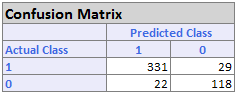 Confusion Matrix
Predicted Class
Actual Class 1 0
1 331 29
0 22 118